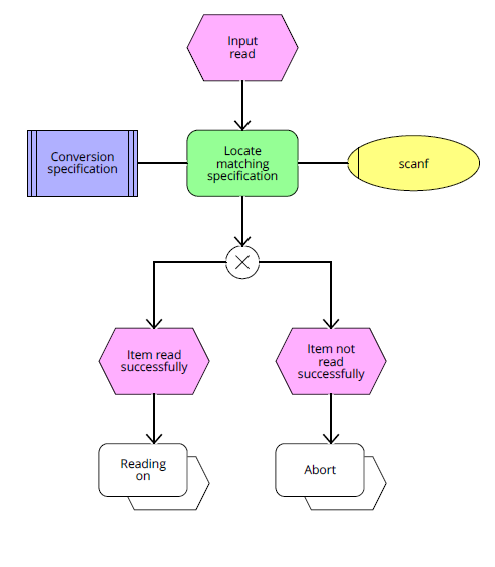 Input
read
Conversion
specification
Locate
matching
specification
scanf
Item read
successfully
Item not
read
successfully
Reading
on
Abort